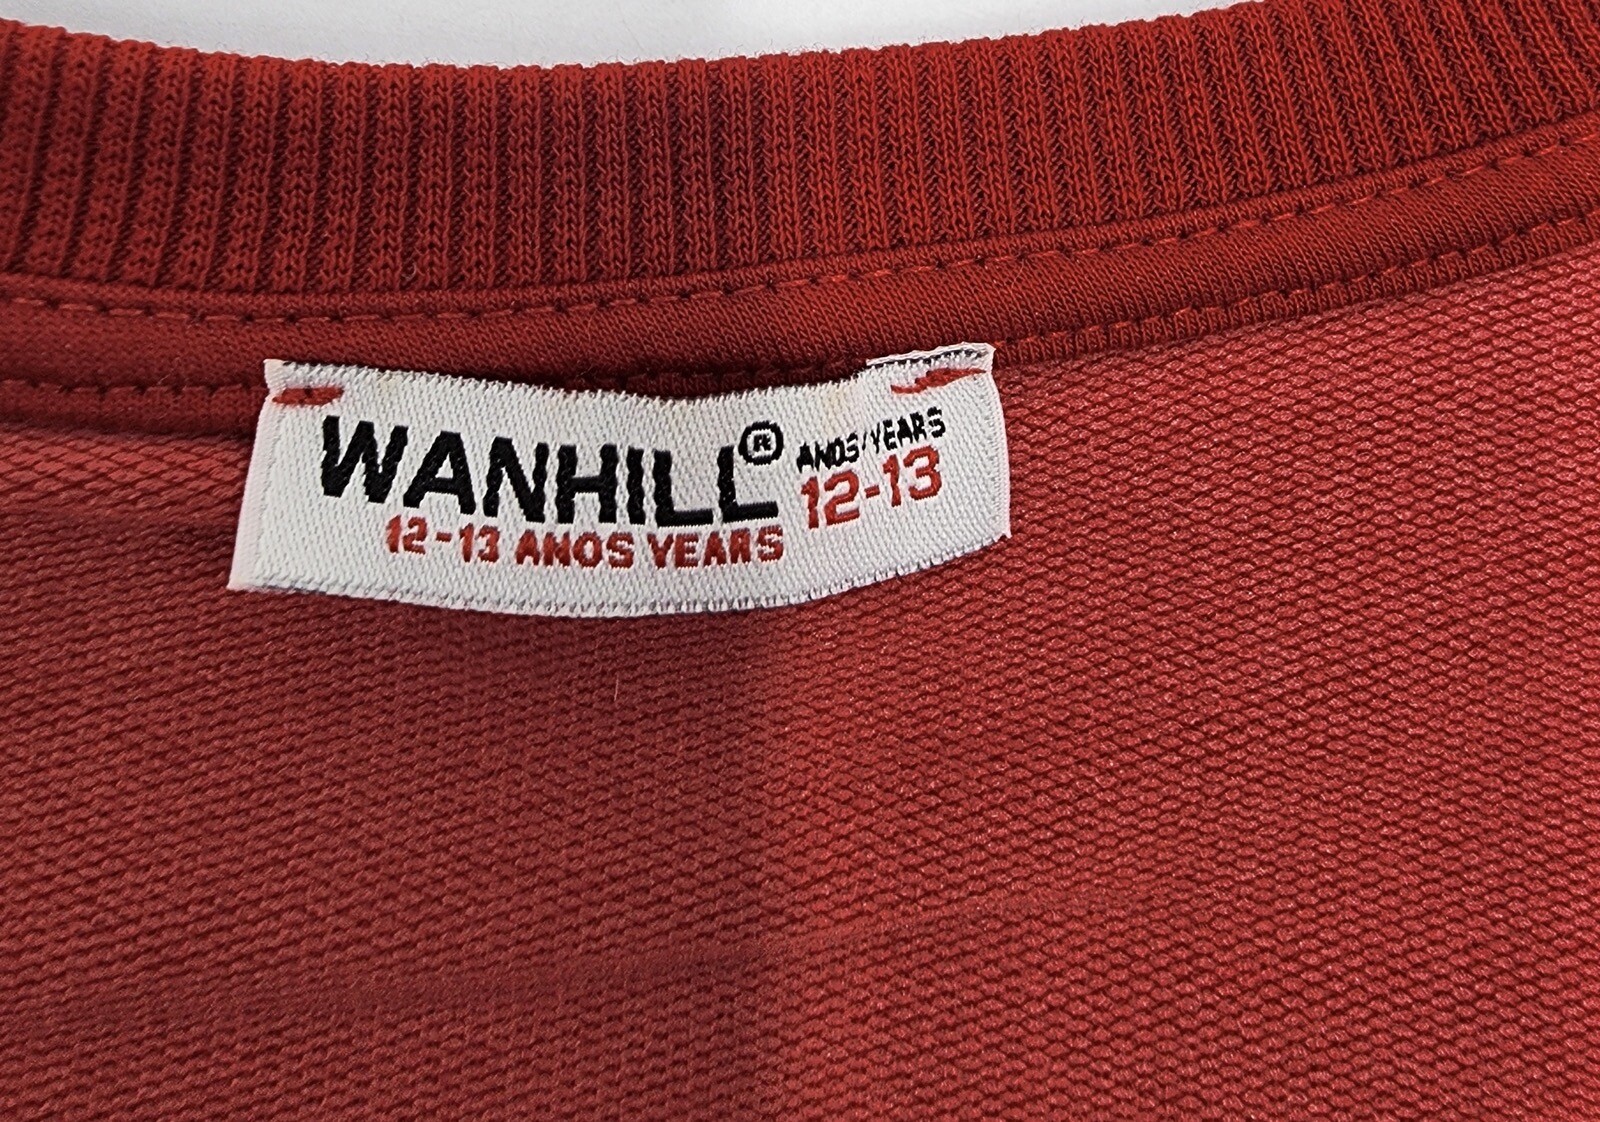 WANHILL®
12-13 ANOS YEARS
ANOS/YEARS
12-13